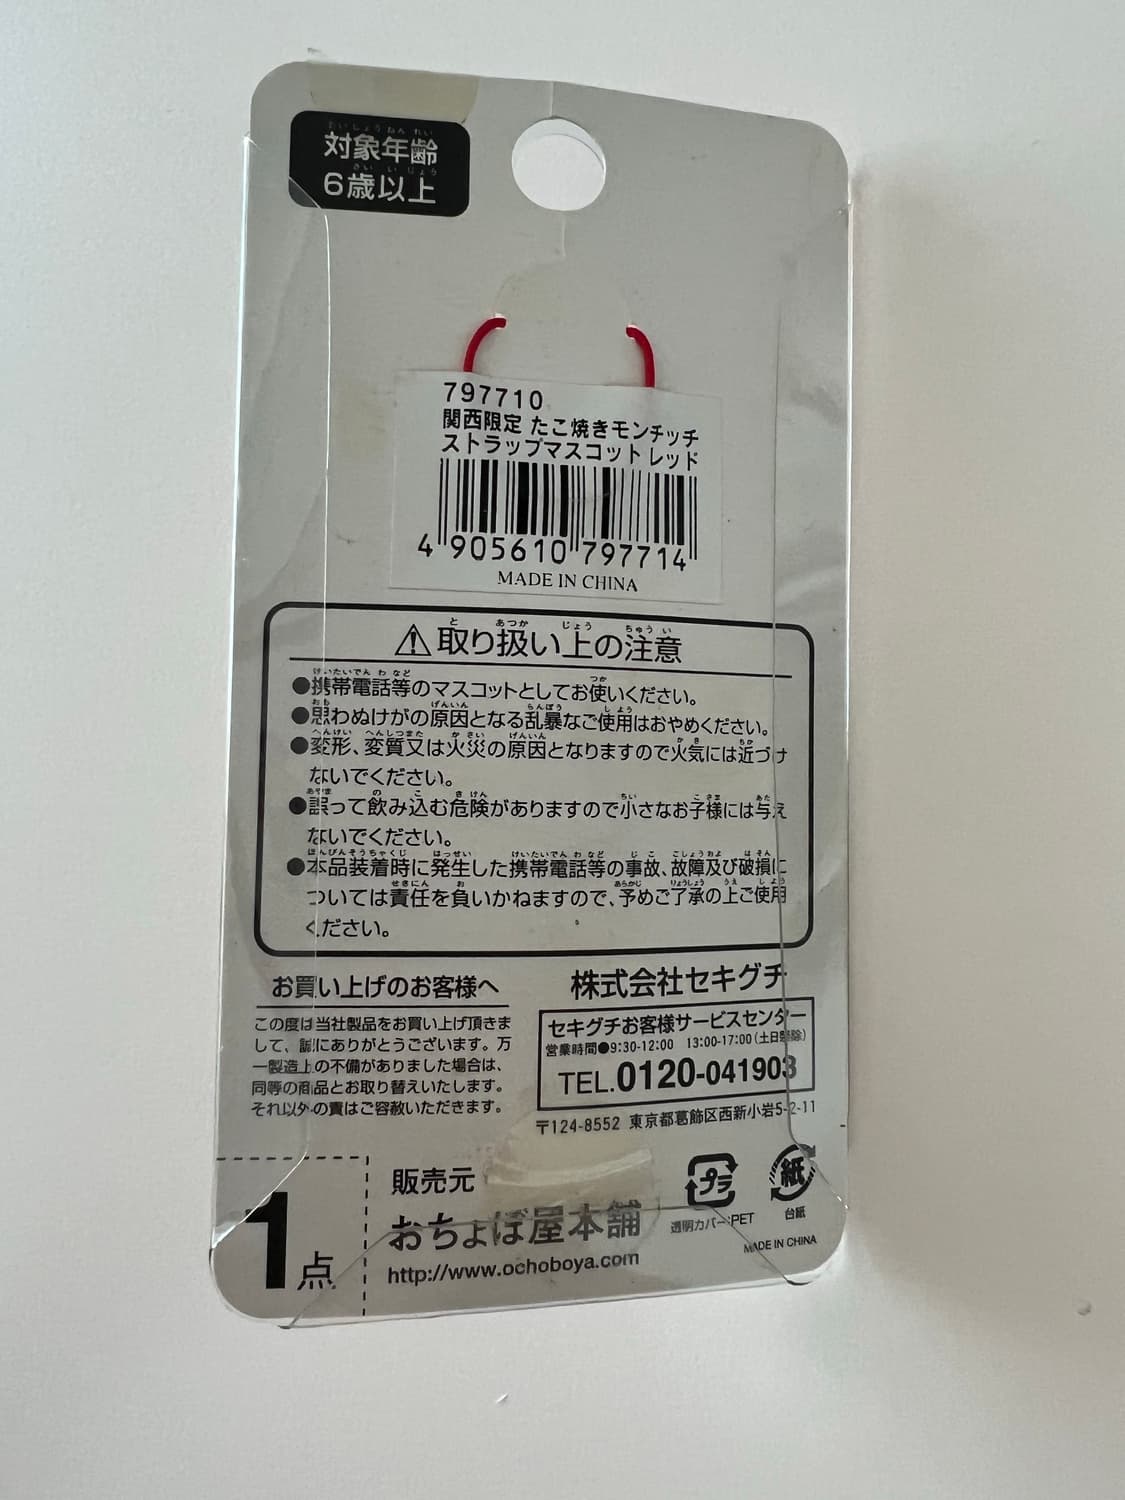 対象年齢
6歳以上
797710
関西限定 たこ焼きモンチッチ
ストラップマスコット レッド
4 905610 797714
MADE IN CHINA
⚠取り扱い上の注意
●携帯電話等のマスコットとしてお使いください。
●思わぬけがの原因となる乱暴なご使用はおやめください。
●変形、変質又は火災の原因となりますので火気には近づけ
ないでください。
●誤って飲み込む危険がありますので小さなお子様には与え
ないでください。
●本品装着時に発生した携帯電話等の事故、故障及び破損に
ついては責任を負いかねますので、予めご了承の上ご使用
ください。
お買い上げのお客様へ
この度は当社製品をお買い上げ頂きま
して、誠にありがとうございます。万
一製造上の不備がありました場合は、
同等の商品とお取り替えいたします。
それ以外の責はご容赦いただきます。
株式会社セキグチ
セキグチお客様サービスセンター
営業時間●9:30-12:00 13:00-17:00(土日祭除)
TEL.0120-041903
〒124-8552 東京都葛飾区西新小岩5-2-11
1点
販売元
おちょぼ屋本舗
http://www.ochoboya.com
プラ
透明カバー:PET
紙
台紙
MADE IN CHINA